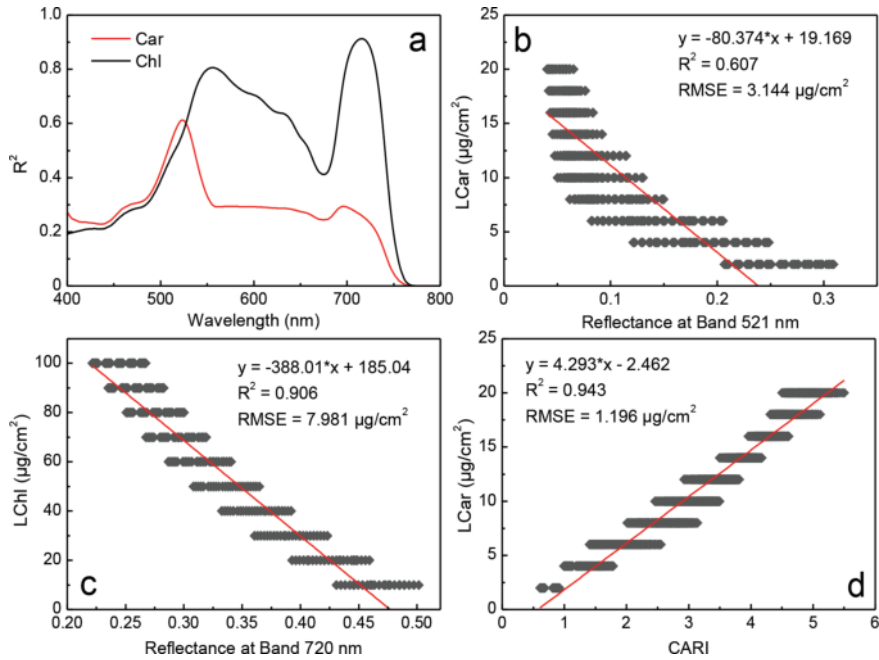 a
Car
Chl
1.0
0.8
0.6
0.4
0.2
0
R²
400
500
600
700
800
Wavelength (nm)
b
y = -80.374*x + 19.169
R² = 0.607
RMSE = 3.144 µg/cm²
25
20
15
10
5
0
LCar (µg/cm²)
0
0.1
0.2
0.3
Reflectance at Band 521 nm
c
y = -388.01*x + 185.04
R² = 0.906
RMSE = 7.981 µg/cm²
100
80
60
40
20
0
LChl (µg/cm²)
0.20
0.25
0.30
0.35
0.40
0.45
0.50
Reflectance at Band 720 nm
d
y = 4.293*x - 2.462
R² = 0.943
RMSE = 1.196 µg/cm²
25
20
15
10
5
0
LCar (µg/cm²)
0
1
2
3
4
5
6
CARI